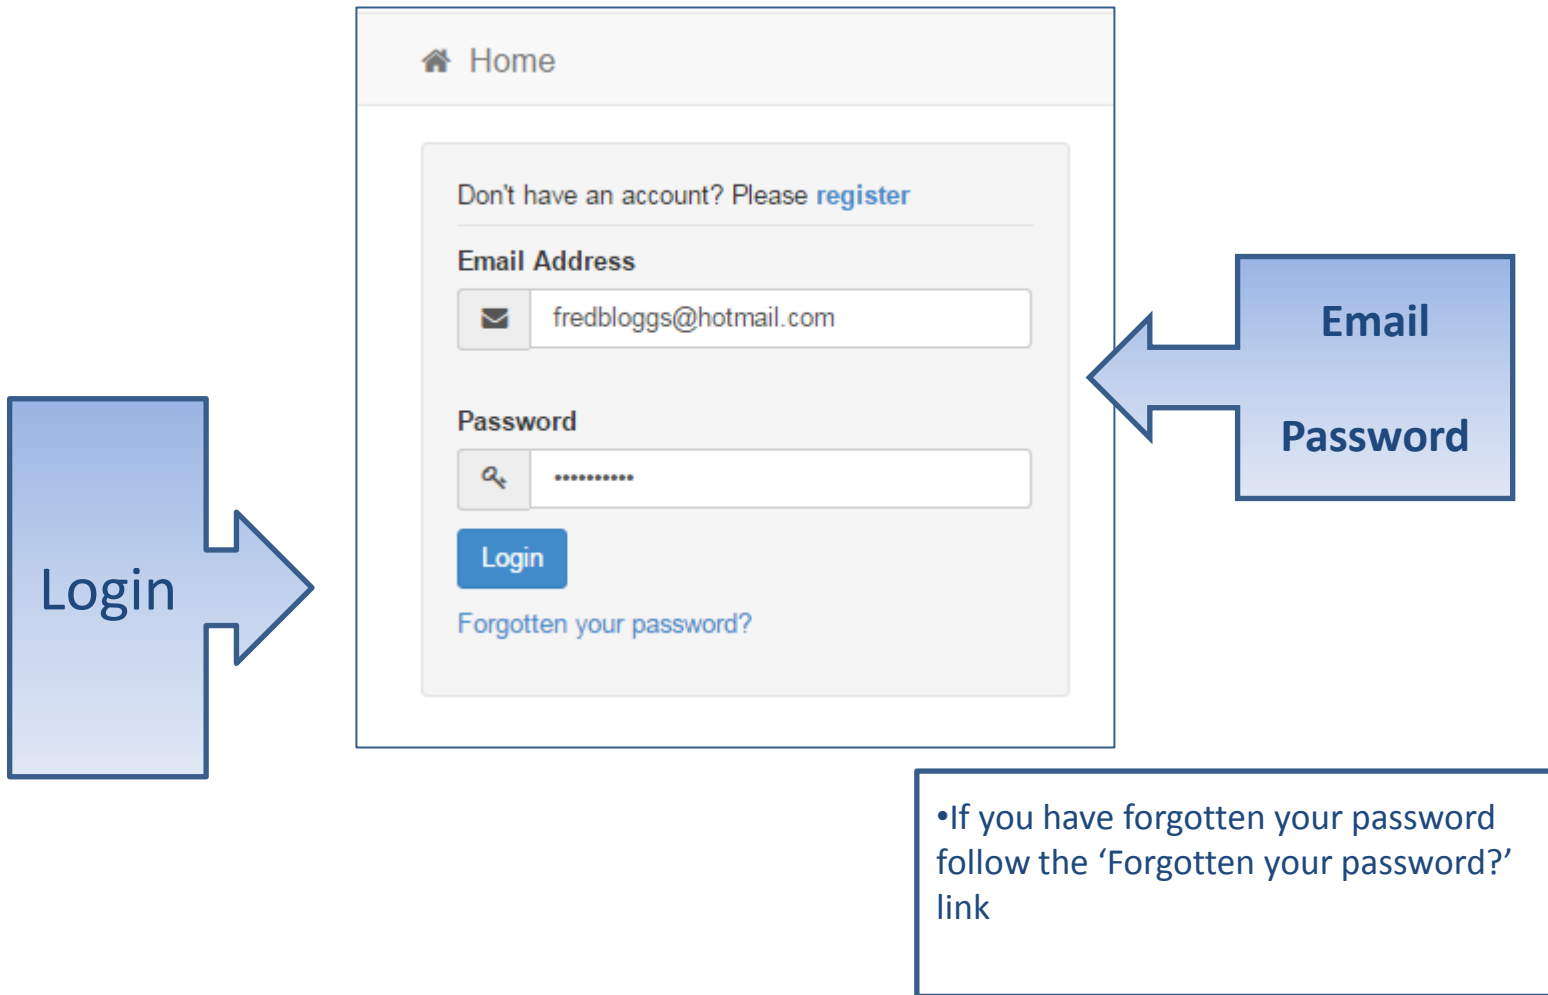 Home
Don't have an account? Please register
Email Address
fredbloggs@hotmail.com
Password
••••••••••
Login
Forgotten your password?
Login
Email
Password
•If you have forgotten your password
follow the ‘Forgotten your password?’
link